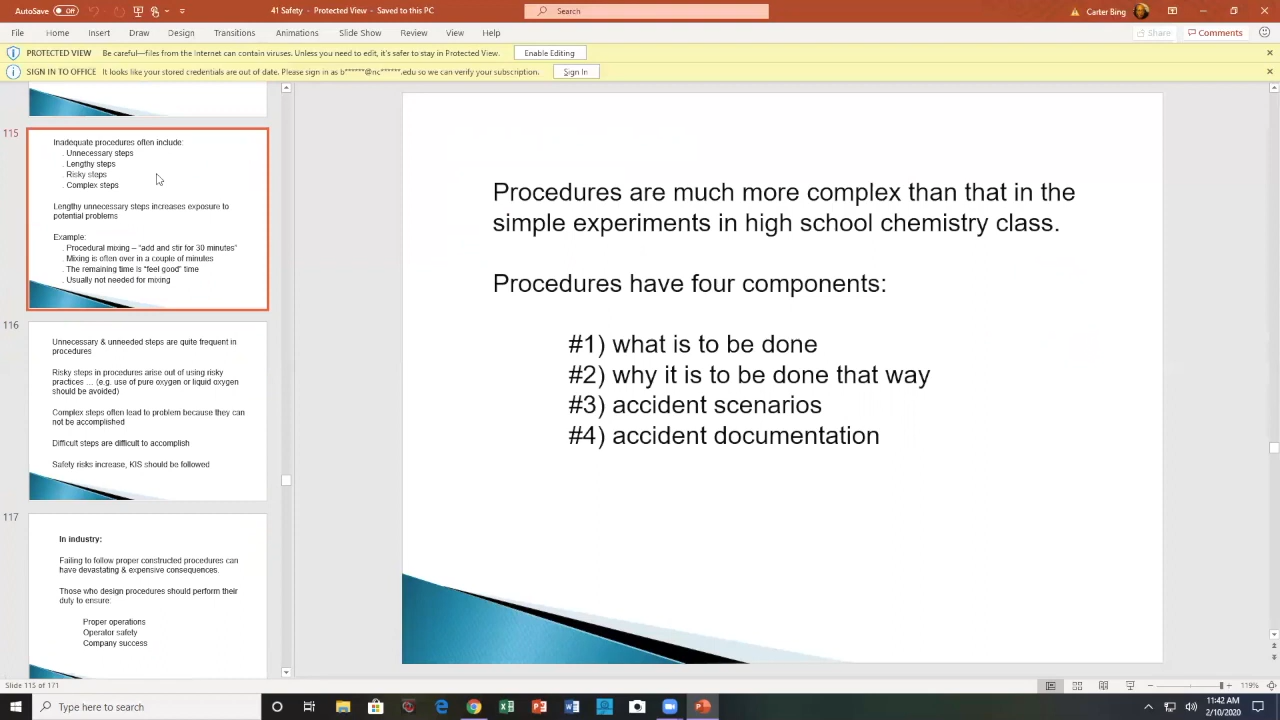 AutoSave Off
41 Safety - Protected View - Saved to this PC
Search
Carter Bing
File Home Insert Draw Design Transitions Animations Slide Show Review View Help
Share Comments
PROTECTED VIEW Be careful—files from the Internet can contain viruses. Unless you need to edit, it's safer to stay in Protected View. Enable Editing
SIGN IN TO OFFICE It looks like your stored credentials are out of date. Please sign in as b******@nc******.edu so we can verify your subscription. Sign In
115
Inadequate procedures often include:
. Unnecessary steps
. Lengthy steps
. Risky steps
. Complex steps
Lengthy unnecessary steps increases exposure to
potential problems
Example:
. Procedural mixing – "add and stir for 30 minutes"
. Mixing is often over in a couple of minutes
. The remaining time is "feel good" time
. Usually not needed for mixing
116
Unnecessary & unneeded steps are quite frequent in
procedures
Risky steps in procedures arise out of using risky
practices … (e.g. use of pure oxygen or liquid oxygen
should be avoided)
Complex steps often lead to problem because they can
not be accomplished
Difficult steps are difficult to accomplish
Safety risks increase, KIS should be followed
117
In industry:
Failing to follow proper constructed procedures can
have devastating & expensive consequences.
Those who design procedures should perform their
duty to ensure:
Proper operations
Operator safety
Company success
Procedures are much more complex than that in the
simple experiments in high school chemistry class.
Procedures have four components:
#1) what is to be done
#2) why it is to be done that way
#3) accident scenarios
#4) accident documentation
Slide 115 of 171
119%
Type here to search
11:42 AM
2/10/2020